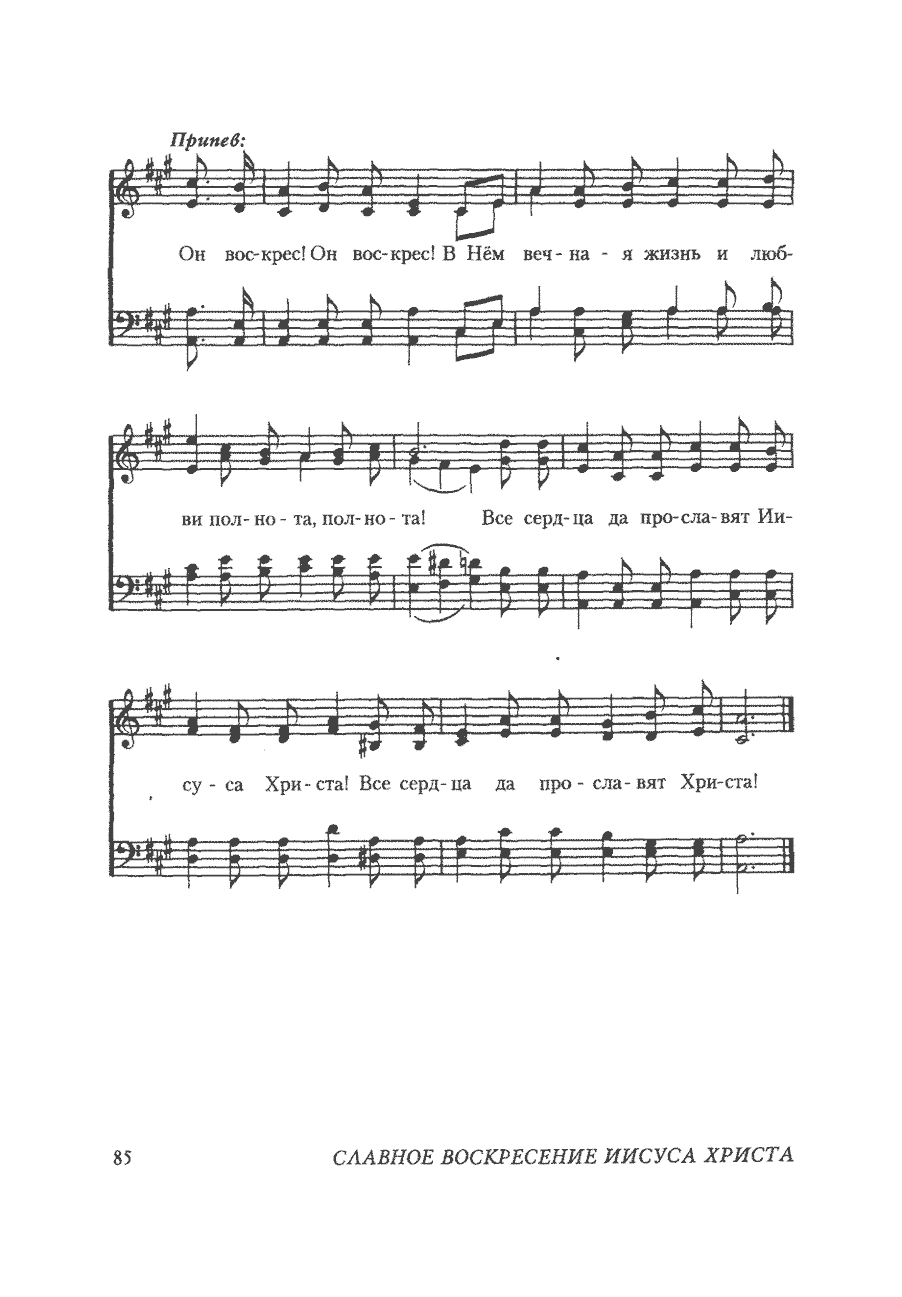 Припев:
Он вос-крес! Он вос-крес! В Нём веч - на - я жизнь и люб-
ви пол- но - та, пол- но - та! Все серд-ца да про-сла-вят Ии-
су - са Хри - ста! Все серд- ца да про - сла- вят Хри-ста!
85 СЛАВНОЕ ВОСКРЕСЕНИЕ ИИСУСА ХРИСТА